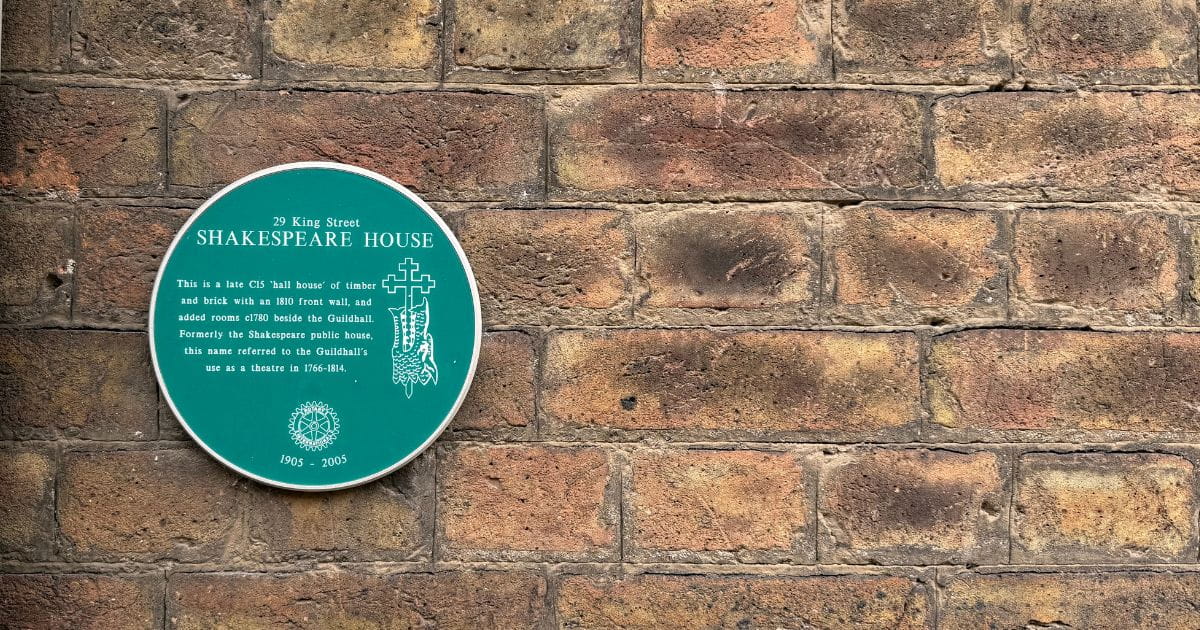 29 King Street
SHAKESPEARE HOUSE
This is a late C15 'hall house' of timber
and brick with an 1810 front wall, and
added rooms c1780 beside the Guildhall.
Formerly the Shakespeare public house,
this name referred to the Guildhall's
use as a theatre in 1766-1814.
ROTARY
INTERNATIONAL
1905 - 2005